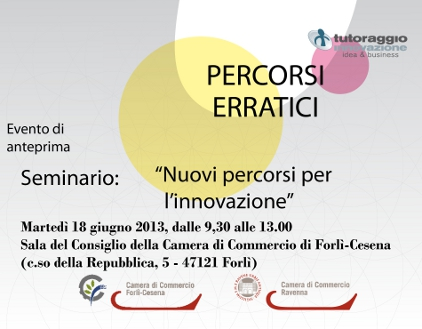 tutoraggio
innovazione
idea & business
PERCORSI
ERRATICI
Evento di
anteprima
Seminario:
“Nuovi percorsi per
l’innovazione”
Martedì 18 giugno 2013, dalle 9,30 alle 13.00
Sala del Consiglio della Camera di Commercio di Forlì-Cesena
(c.so della Repubblica, 5 - 47121 Forlì)
Camera di Commercio
Forlì-Cesena
Camera di Commercio
Ravenna